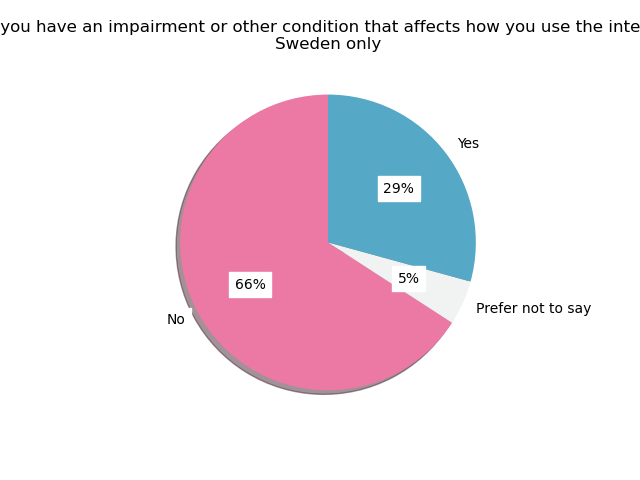 you have an impairment or other condition that affects how you use the inte
Sweden only
Yes
29%
5%
66%
Prefer not to say
No